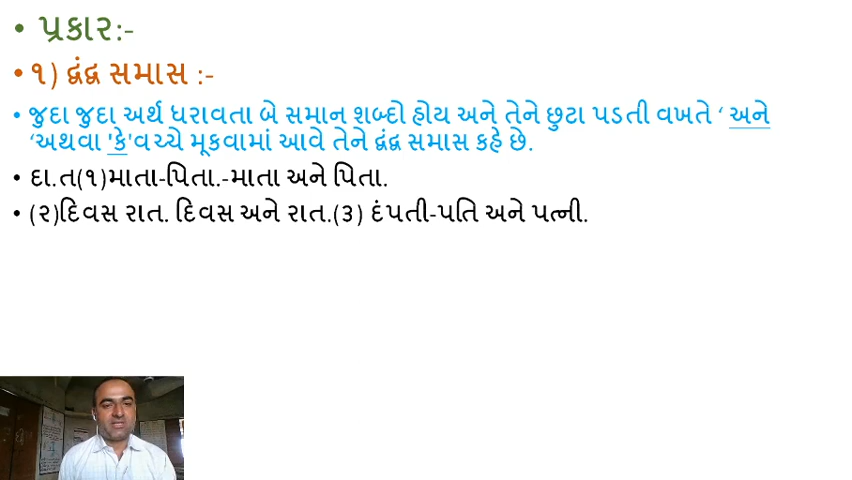 • પ્રકાર:-
• ૧) દ્વંદ્વ સમાસ :-
• જુદા જુદા અર્થ ધરાવતા બે સમાન શબ્દો હોય અને તેને છુટા પડતી વખતે ‘ અને
‘અથવા 'કે'વચ્ચે મૂકવામાં આવે તેને દ્વંદ્વ સમાસ કહે છે.
• દા.ત(૧)માતા-પિતા.-માતા અને પિતા.
• (૨)દિવસ રાત. દિવસ અને રાત.(૩) દંપતી-પતિ અને પત્ની.